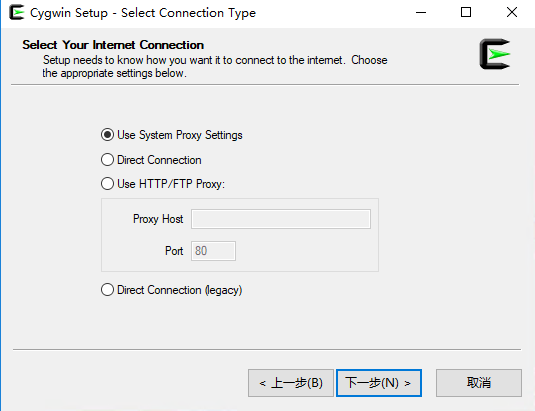 Cygwin Setup - Select Connection Type
Select Your Internet Connection
Setup needs to know how you want it to connect to the internet.  Choose
the appropriate settings below.
Use System Proxy Settings
Direct Connection
Use HTTP/FTP Proxy:
Proxy Host
Port 80
Direct Connection (legacy)
< 上一步(B) 下一步(N) > 取消